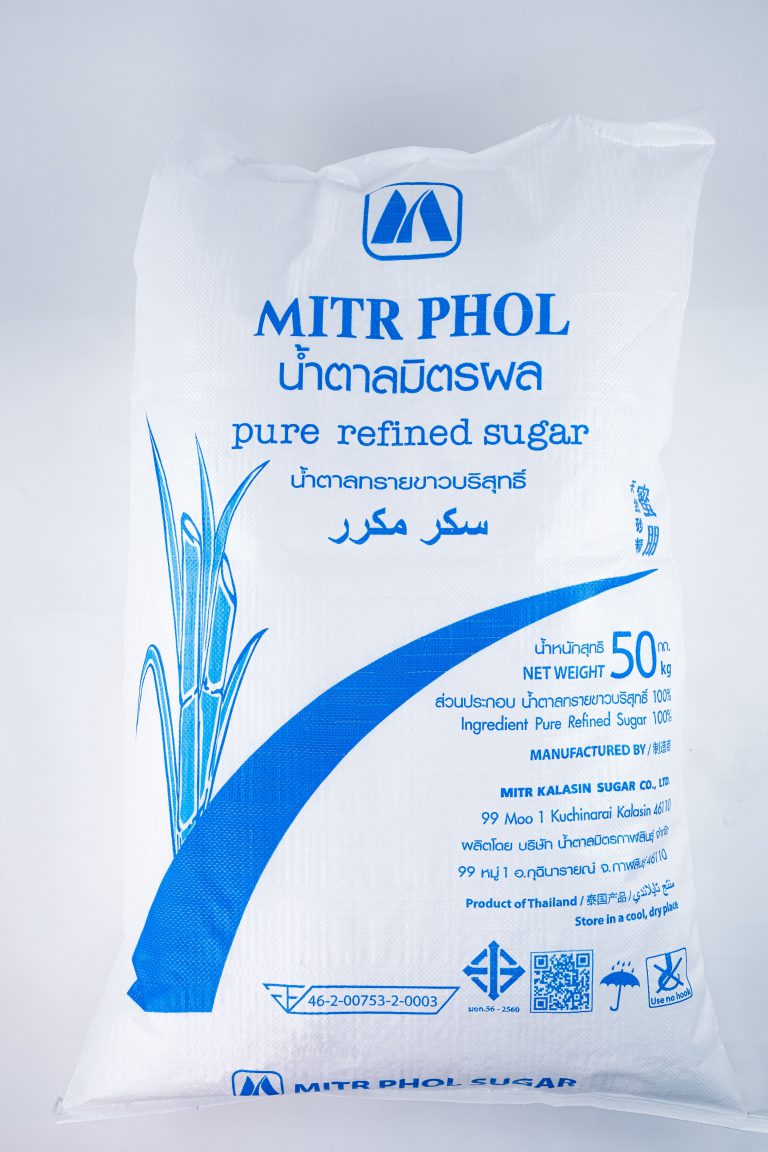 MITR PHOL
น้ำตาลมิตรผล
pure refined sugar
น้ำตาลทรายขาวบริสุทธิ์
سكر مكرر
蜜朋
น้ำหนักสุทธิ 50 กก.
NET WEIGHT kg
ส่วนประกอบ น้ำตาลทรายขาวบริสุทธิ์ 100%
Ingredient Pure Refined Sugar 100%
MANUFACTURED BY / 制造商
MITR KALASIN SUGAR CO., LTD.
99 Moo 1 Kuchinarai Kalasin 46110
ผลิตโดย บริษัท น้ำตาลมิตรกาฬสินธุ์ จำกัด
99 หมู่ 1 อ.กุฉินารายณ์ จ.กาฬสินธุ์ 46110
Product of Thailand / 泰国产品 / منتج تايلاندي
Store in a cool, dry place
46-2-00753-2-0003
มอก.56 - 2560
Use no hook
MITR PHOL SUGAR